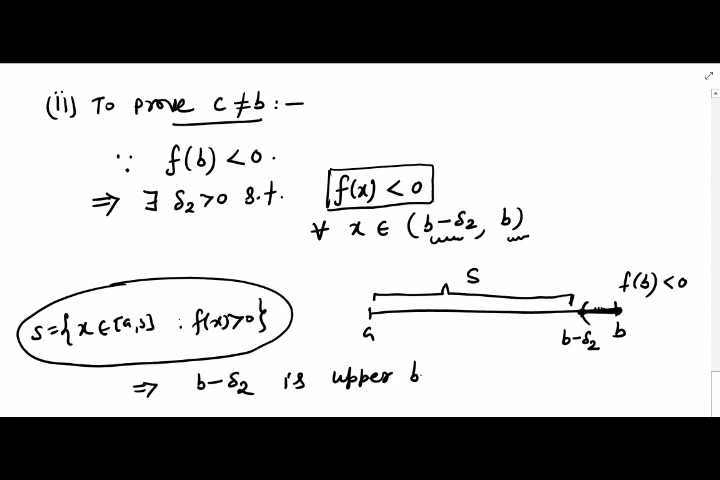 (ii) To prove c ≠ b : —
∵ f(b) < 0.
⇒ ∃ δ₂ > 0 s.t. f(x) < 0
∀ x ∈ (b-δ₂, b)
S
f(b) < 0
a
b-δ₂ b
S = { x ∈ [a, b] : f(x) > 0 }
⇒ b-δ₂ is upper b